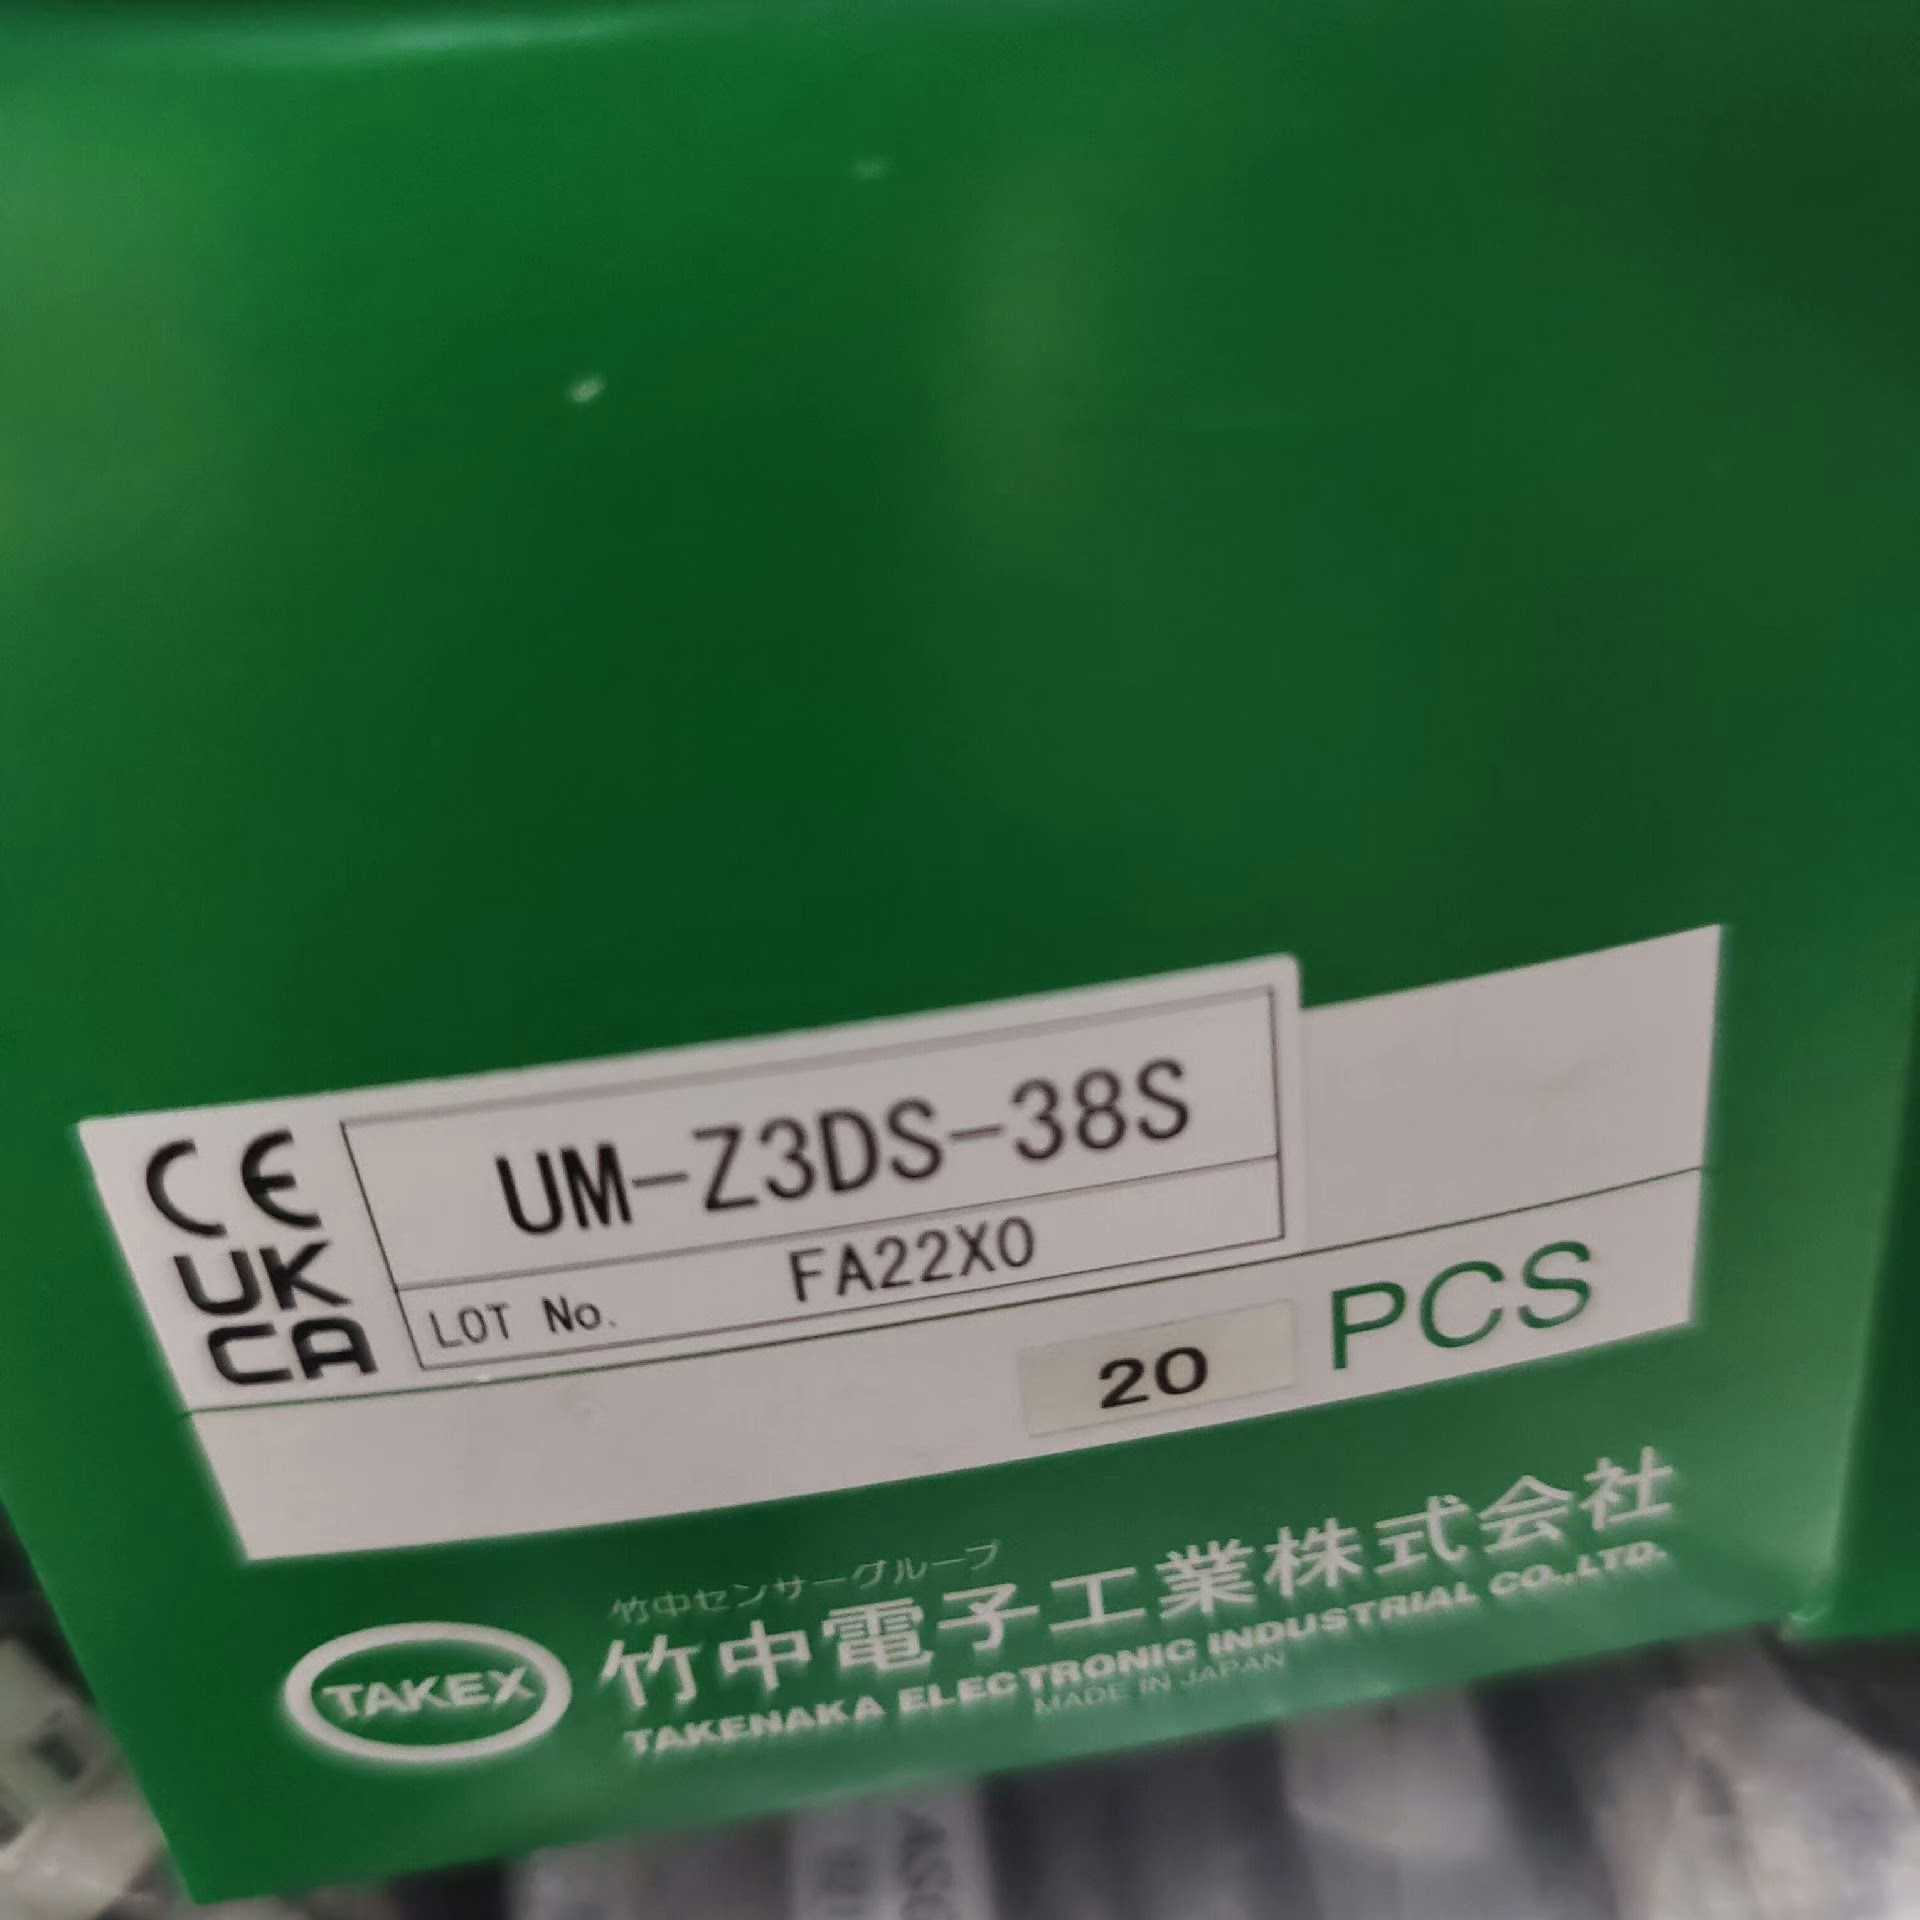 CE
UK
CA
UM-Z3DS-38S
LOT No. FA22X0
20 PCS
TAKEX
竹中センサーグループ
竹中電子工業株式会社
TAKENAKA ELECTRONIC INDUSTRIAL CO.,LTD.
MADE IN JAPAN